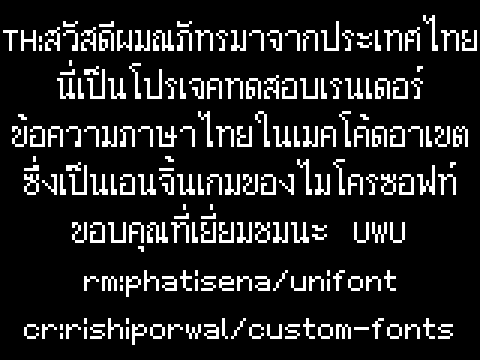 TH:สวัสดีผมณภัทรมาจากประเทศไทย
นี่เป็นโปรเจคทดสอบเรนเดอร์
ข้อความภาษาไทยในเมคโค้ดอาเขต
ซึ่งเป็นเอนจิ้นเกมของไมโครซอฟท์
ขอบคุณที่เยี่ยมชมนะ UWU
rm:phatisena/unifont
cr:rishiporwal/custom-fonts